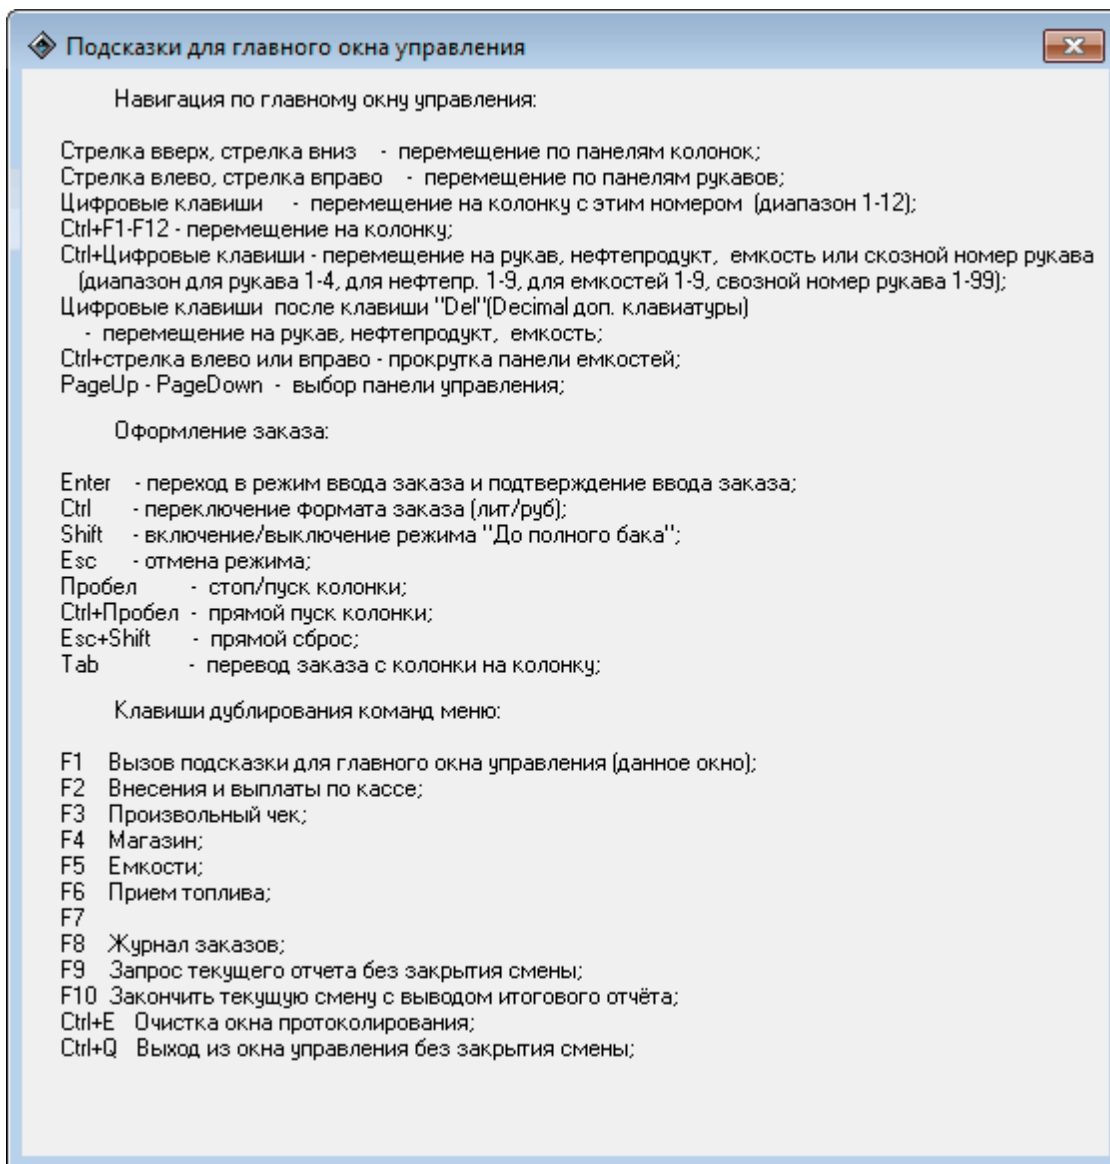 Подсказки для главного окна управления
Навигация по главному окну управления:
Стрелка вверх, стрелка вниз - перемещение по панелям колонок;
Стрелка влево, стрелка вправо - перемещение по панелям рукавов;
Цифровые клавиши - перемещение на колонку с этим номером (диапазон 1-12);
Ctrl+F1-F12 - перемещение на колонку;
Ctrl+Цифровые клавиши - перемещение на рукав, нефтепродукт, емкость или скозной номер рукава
(диапазон для рукава 1-4, для нефтепр. 1-9, для емкостей 1-9, свозной номер рукава 1-99);
Цифровые клавиши после клавиши "Del"(Decimal доп. клавиатуры)
- перемещение на рукав, нефтепродукт, емкость;
Ctrl+стрелка влево или вправо - прокрутка панели емкостей;
PageUp - PageDown - выбор панели управления;
Оформление заказа:
Enter - переход в режим ввода заказа и подтверждение ввода заказа;
Ctrl - переключение формата заказа (лит/руб);
Shift - включение/выключение режима "До полного бака";
Esc - отмена режима;
Пробел - стоп/пуск колонки;
Ctrl+Пробел - прямой пуск колонки;
Esc+Shift - прямой сброс;
Tab - перевод заказа с колонки на колонку;
Клавиши дублирования команд меню:
F1 Вызов подсказки для главного окна управления (данное окно);
F2 Внесения и выплаты по кассе;
F3 Произвольный чек;
F4 Магазин;
F5 Емкости;
F6 Прием топлива;
F7
F8 Журнал заказов;
F9 Запрос текущего отчета без закрытия смены;
F10 Закончить текущую смену с выводом итогового отчёта;
Ctrl+E Очистка окна протоколирования;
Ctrl+Q Выход из окна управления без закрытия смены;